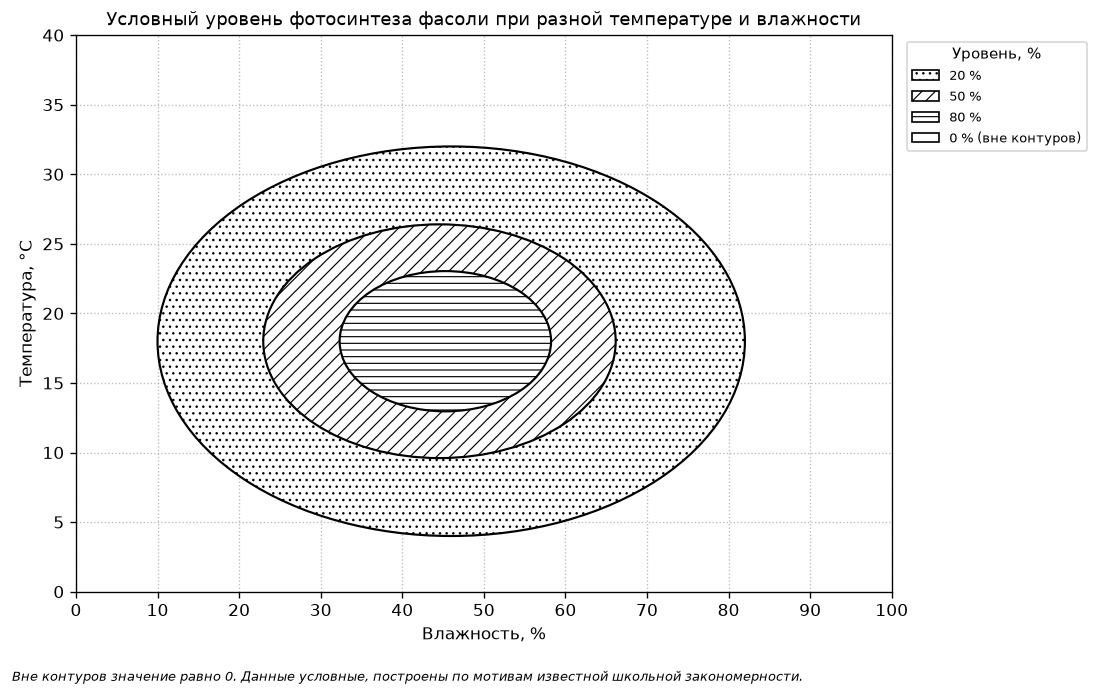 Условный уровень фотосинтеза фасоли при разной температуре и влажности
Температура, °C
40
35
30
25
20
15
10
5
0
0 10 20 30 40 50 60 70 80 90 100
Влажность, %
Уровень, %
20 %
50 %
80 %
0 % (вне контуров)
Вне контуров значение равно 0. Данные условные, построены по мотивам известной школьной закономерности.